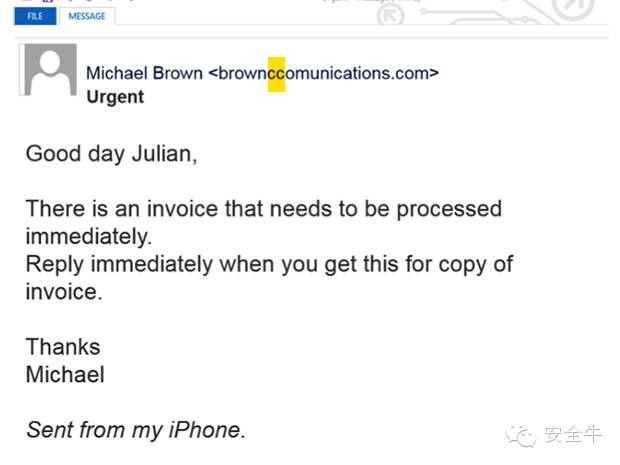 FILE
MESSAGE
Michael Brown <brownccomunications.com>
Urgent
Good day Julian,
There is an invoice that needs to be processed
immediately.
Reply immediately when you get this for copy of
invoice.
Thanks
Michael
Sent from my iPhone.
安全牛